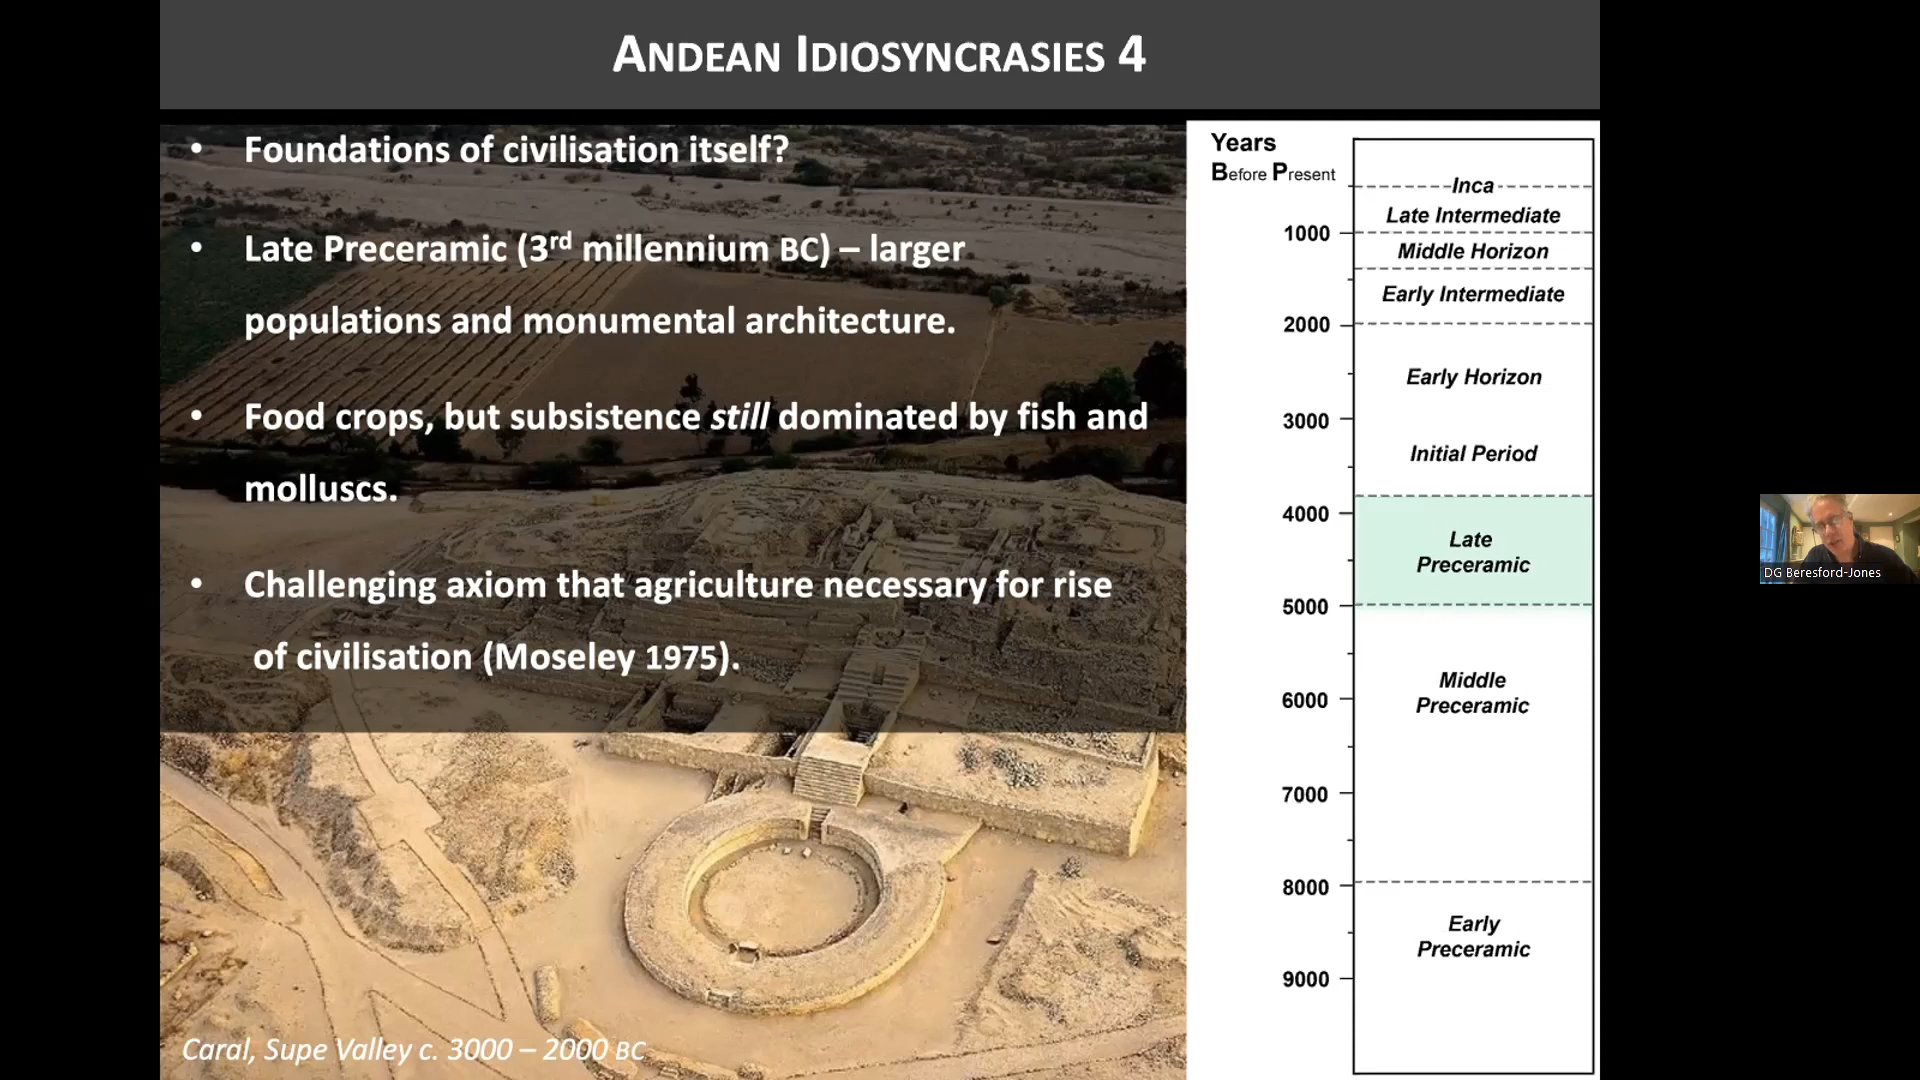 ANDEAN IDIOSYNCRASIES 4
• Foundations of civilisation itself?
• Late Preceramic (3rd millennium BC) – larger
populations and monumental architecture.
• Food crops, but subsistence still dominated by fish and
molluscs.
• Challenging axiom that agriculture necessary for rise
of civilisation (Moseley 1975).
Caral, Supe Valley c. 3000 – 2000 BC
Years
Before Present
Inca
Late Intermediate
1000
Middle Horizon
Early Intermediate
2000
Early Horizon
3000
Initial Period
4000
Late
Preceramic
5000
Middle
Preceramic
6000
7000
8000
Early
Preceramic
9000
DG Beresford-Jones